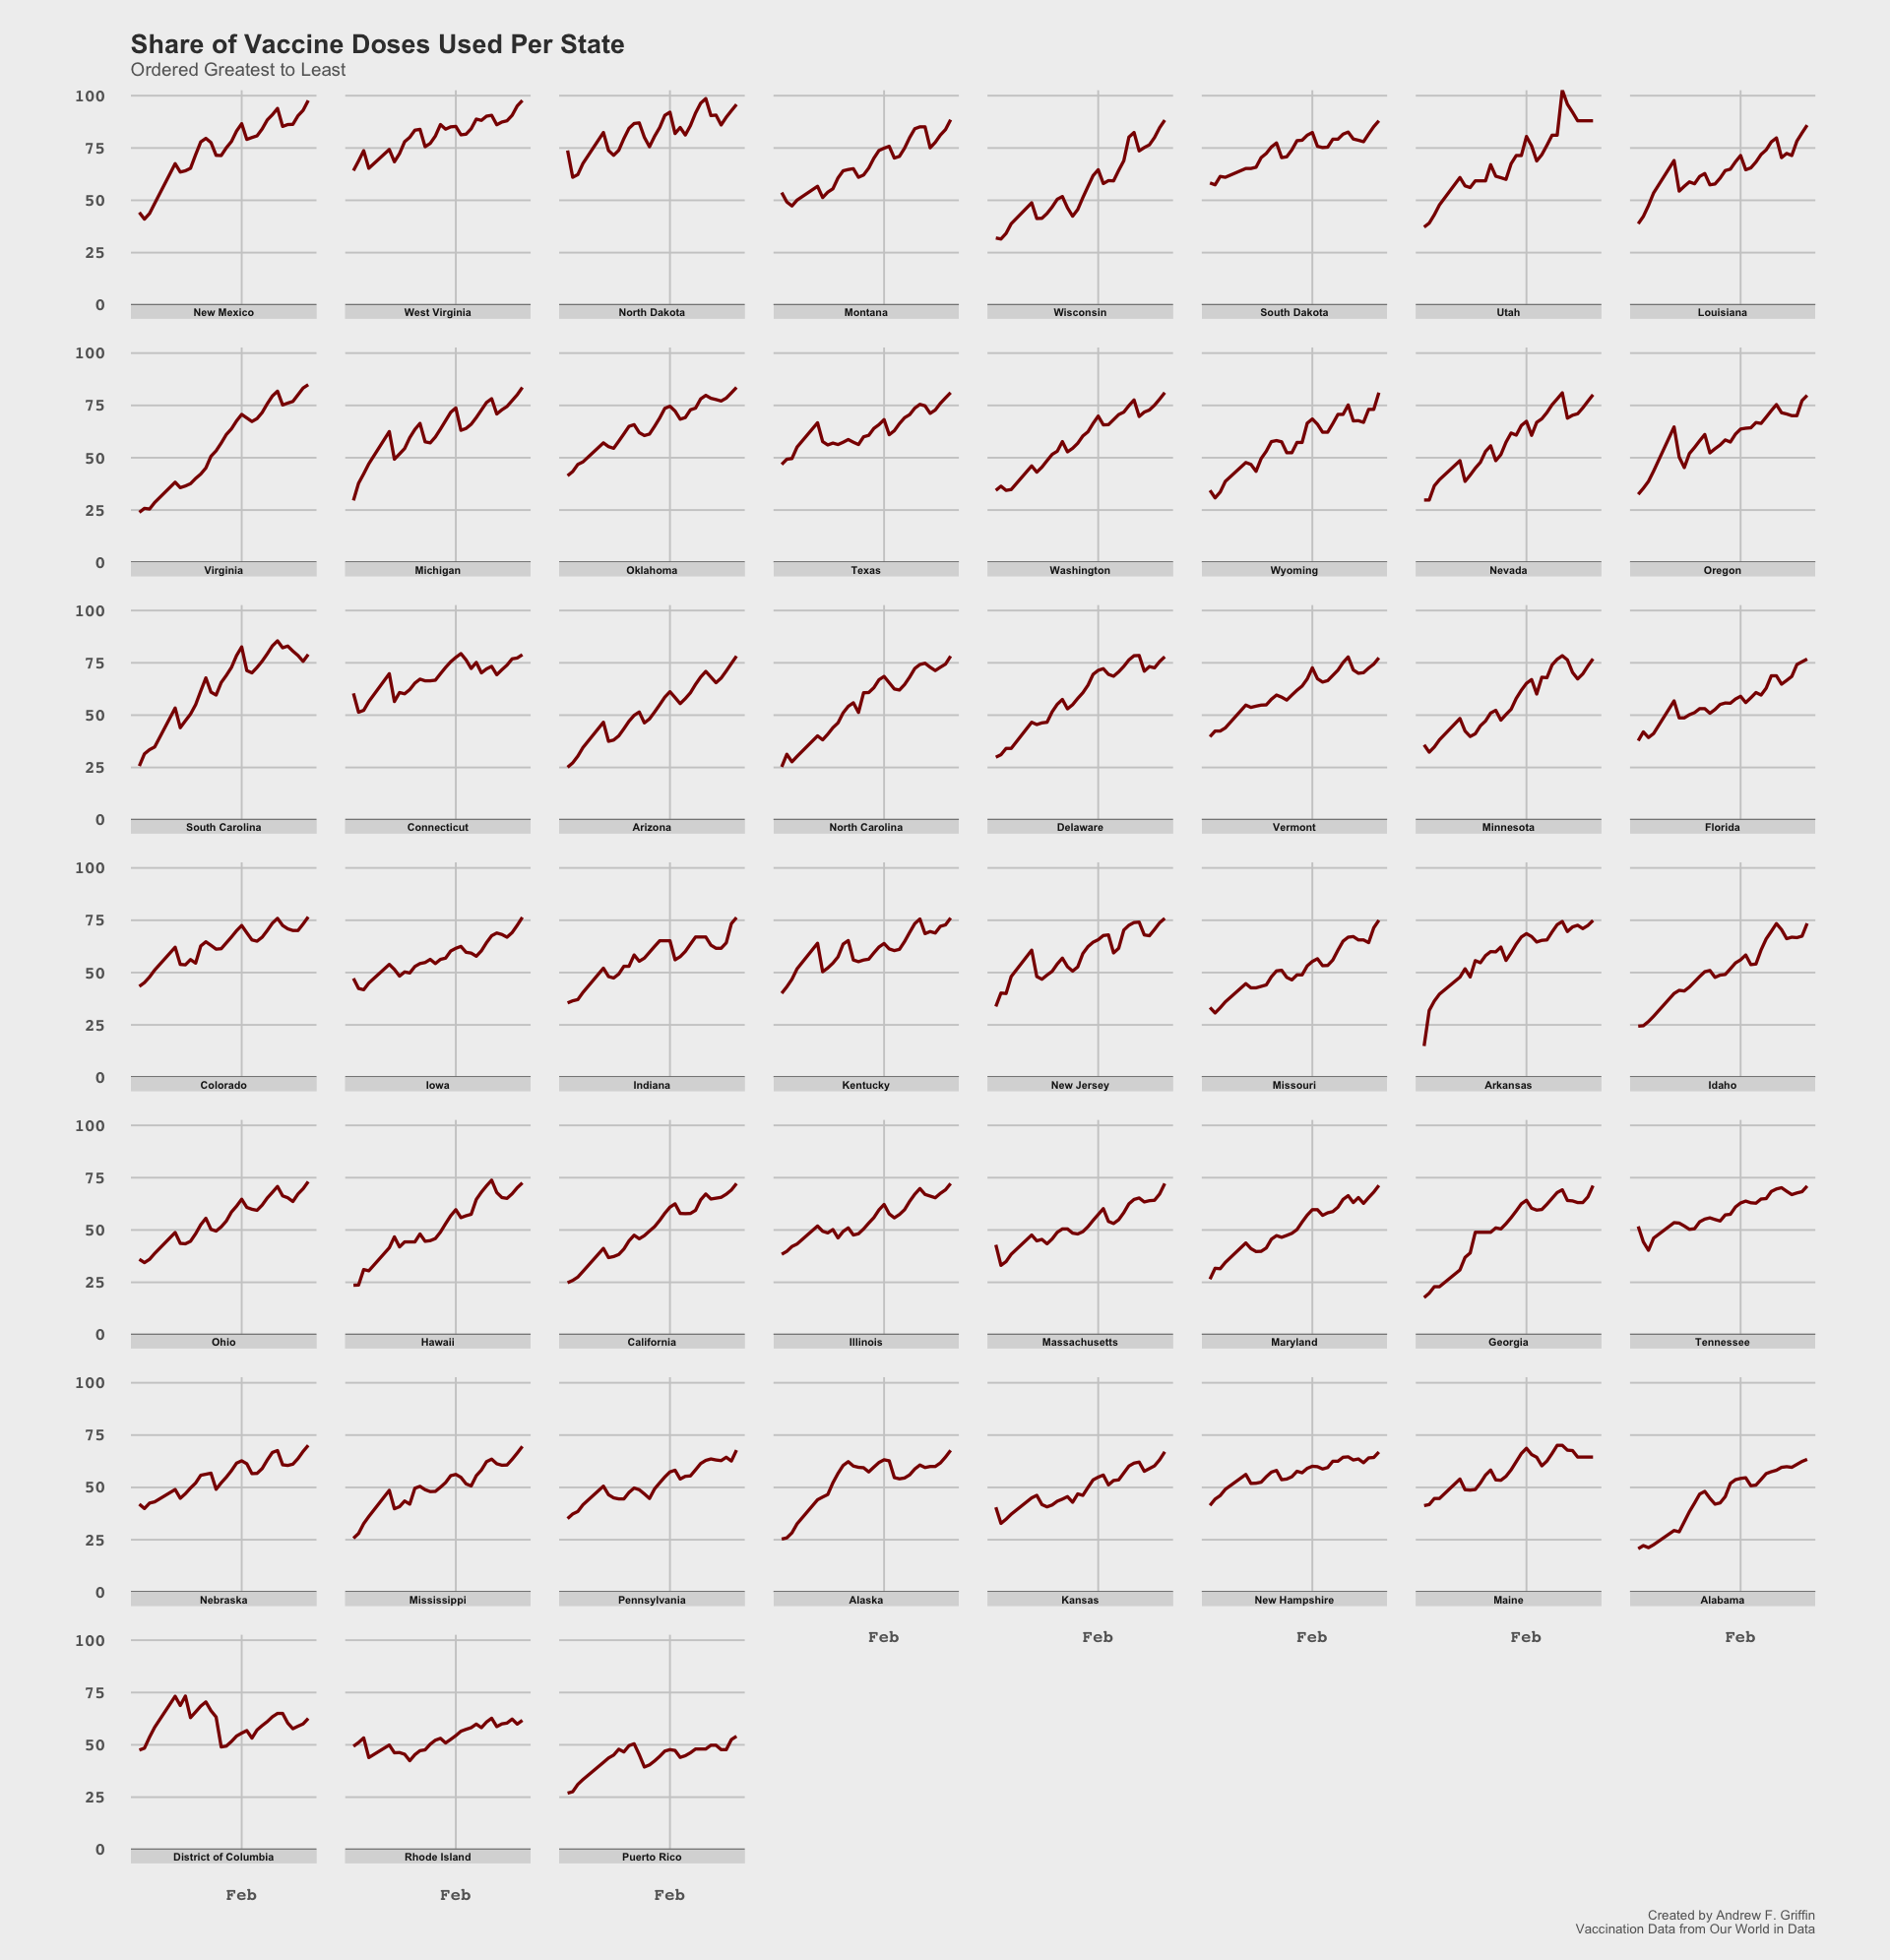 Share of Vaccine Doses Used Per State
Ordered Greatest to Least
100
75
50
25
0
New Mexico West Virginia North Dakota Montana Wisconsin South Dakota Utah Louisiana
100
75
50
25
0
Virginia Michigan Oklahoma Texas Washington Wyoming Nevada Oregon
100
75
50
25
0
South Carolina Connecticut Arizona North Carolina Delaware Vermont Minnesota Florida
100
75
50
25
0
Colorado Iowa Indiana Kentucky New Jersey Missouri Arkansas Idaho
100
75
50
25
0
Ohio Hawaii California Illinois Massachusetts Maryland Georgia Tennessee
100
75
50
25
0
Nebraska Mississippi Pennsylvania Alaska Kansas New Hampshire Maine Alabama
Feb Feb Feb Feb Feb
100
75
50
25
0
District of Columbia Rhode Island Puerto Rico
Feb Feb Feb
Created by Andrew F. Griffin
Vaccination Data from Our World in Data